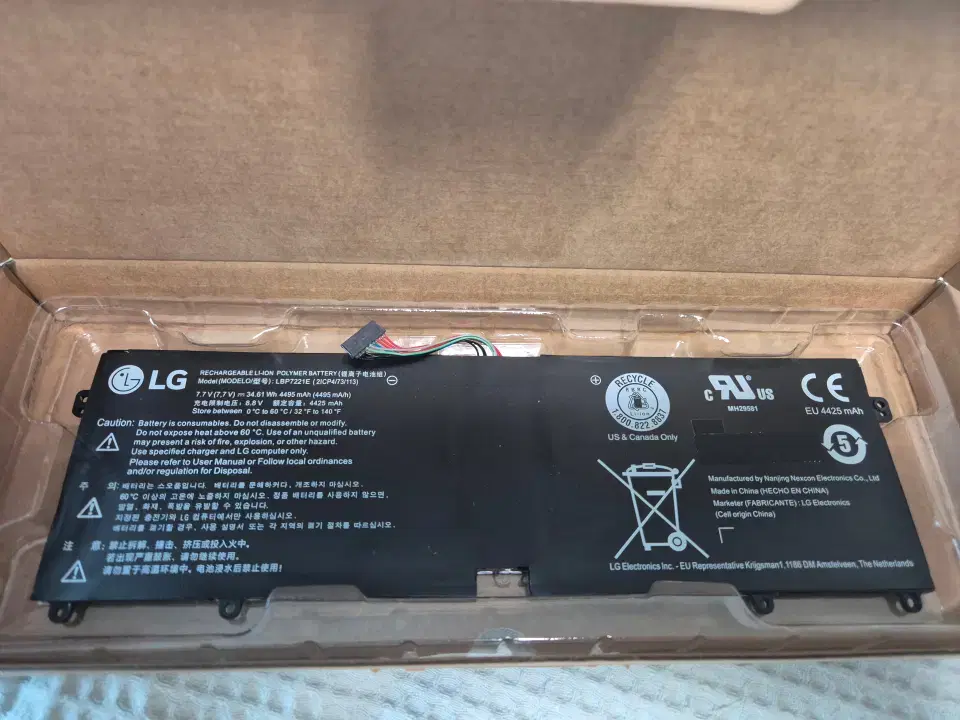 LG
RECHARGEABLE LI-ION POLYMER BATTERY (锂离子电池组)
Model (MODELO/型号) : LBP7221E ( 2ICP4/73/113)
7.7 V (7,7 V) ⎓ 34.61 Wh 4495 mAh (4495 mAh)
充电限制电压: 8.8 V 额定容量: 4425 mAh
Store between 0 °C to 60 °C / 32 °F to 140 °F
Caution: Battery is consumables. Do not disassemble or modify.
Do not expose heat above 60 °C. Use of an unqualified battery
may present a risk of fire, explosion, or other hazard.
Use specified charger and LG computer only.
Please refer to User Manual or Follow local ordinances
and/or regulation for Disposal.
주 의: 배터리는 소모품입니다. 배터리를 분해하거나, 개조하지 마십시오.
60℃ 이상의 고온에 노출하지 마십시오. 정품 배터리를 사용하지 않으면,
발열, 화재, 폭발을 유발할 수 있습니다.
지정된 충전기와 LG 컴퓨터에서만 사용하십시오.
배터리를 폐기할 경우, 사용 설명서 또는 각 지역의 폐기 절차를 따르십시오.
注 意: 禁止拆解、撞击、挤压或投入火中。
若出现严重鼓胀、请勿继续使用。
请勿置于高温环境中。电池浸水后禁止使用!
RECYCLE
RBRC
Li-ion
1.800.822.8837
US & Canada Only
C UR US
MH29581
CE
EU 4425 mAh
5
Manufactured by Nanjing Nexcon Electronics Co., Ltd
Made in China (HECHO EN CHINA)
Marketer (FABRICANTE) : LG Electronics
(Cell origin China)
LG Electronics Inc. - EU Representative Krijgsman1, 1186 DM Amstelveen, The Netherlands